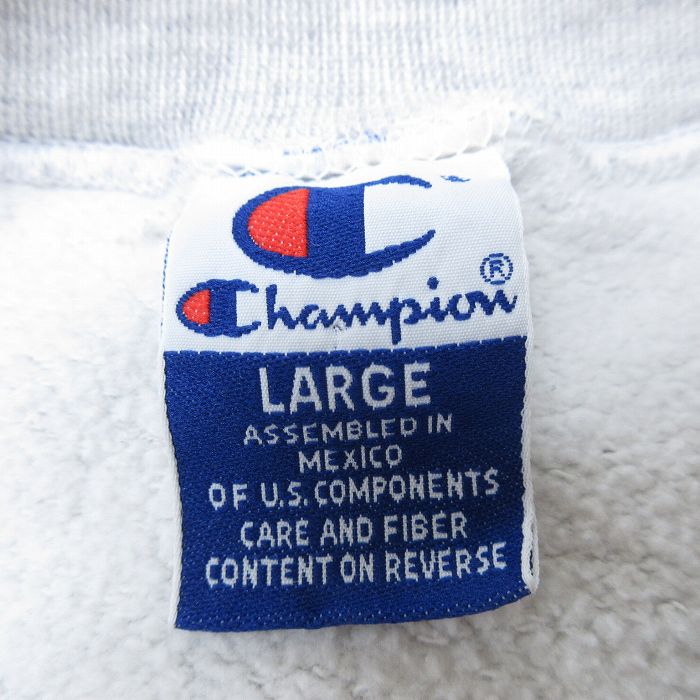 Champion®
LARGE
ASSEMBLED IN
MEXICO
OF U.S. COMPONENTS
CARE AND FIBER
CONTENT ON REVERSE